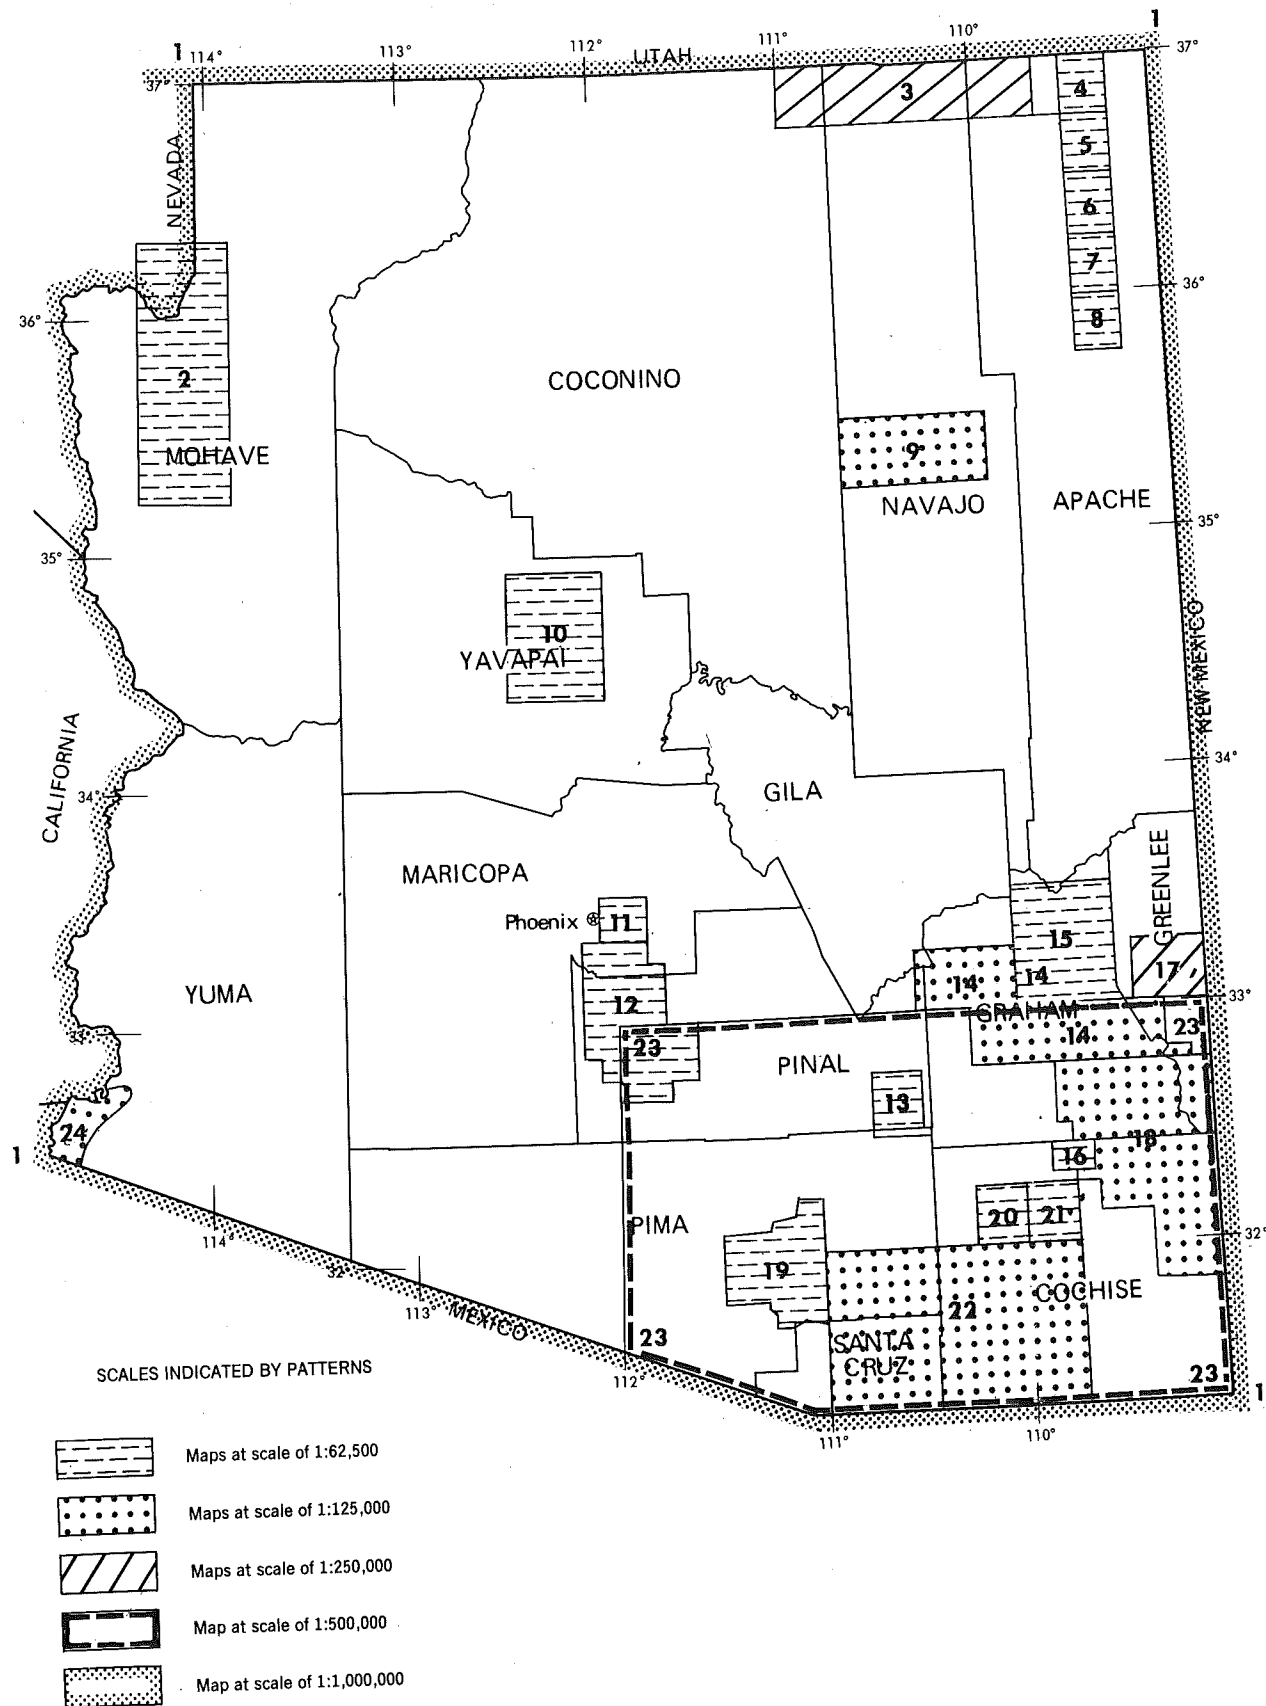 1
1
114°
113°
112°
111°
110°
UTAH
37°
37°
NEVADA
3
4
5
6
7
8
36°
36°
2
MOHAVE
COCONINO
9
NAVAJO
APACHE
35°
35°
10
YAVAPAI
NEW MEXICO
CALIFORNIA
34°
34°
GILA
MARICOPA
GREENLEE
Phoenix
11
15
14
14
17
YUMA
12
33°
33°
GRAHAM
14
23
23
PINAL
13
24
1
18
16
PIMA
20
21
32°
32°
19
114°
113°
MEXICO
COCHISE
22
SANTA
CRUZ
23
23
1
112°
111°
110°
SCALES INDICATED BY PATTERNS
Maps at scale of 1:62,500
Maps at scale of 1:125,000
Maps at scale of 1:250,000
Map at scale of 1:500,000
Map at scale of 1:1,000,000